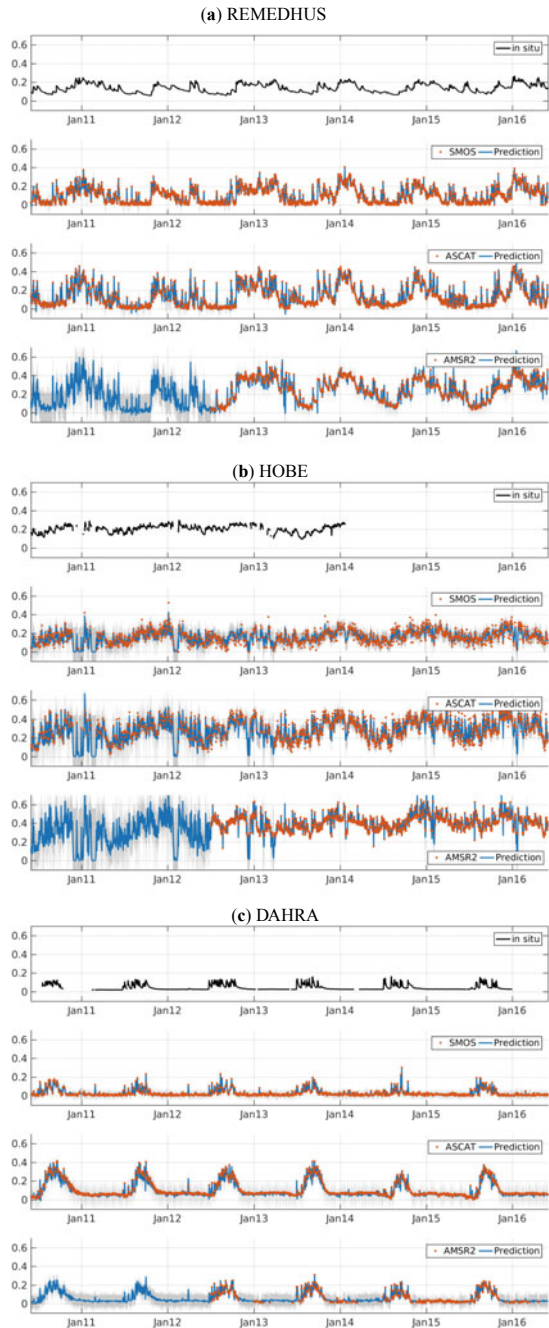 (a) REMEDHUS
0.6
0.4
0.2
0
in situ
Jan11 Jan12 Jan13 Jan14 Jan15 Jan16
0.6
0.4
0.2
0
SMOS Prediction
Jan11 Jan12 Jan13 Jan14 Jan15 Jan16
0.6
0.4
0.2
0
ASCAT Prediction
Jan11 Jan12 Jan13 Jan14 Jan15 Jan16
0.6
0.4
0.2
0
AMSR2 Prediction
Jan11 Jan12 Jan13 Jan14 Jan15 Jan16
(b) HOBE
0.6
0.4
0.2
0
in situ
Jan11 Jan12 Jan13 Jan14 Jan15 Jan16
0.6
0.4
0.2
0
SMOS Prediction
Jan11 Jan12 Jan13 Jan14 Jan15 Jan16
0.6
0.4
0.2
0
ASCAT Prediction
Jan11 Jan12 Jan13 Jan14 Jan15 Jan16
0.6
0.4
0.2
0
AMSR2 Prediction
Jan11 Jan12 Jan13 Jan14 Jan15 Jan16
(c) DAHRA
0.6
0.4
0.2
0
in situ
Jan11 Jan12 Jan13 Jan14 Jan15 Jan16
0.6
0.4
0.2
0
SMOS Prediction
Jan11 Jan12 Jan13 Jan14 Jan15 Jan16
0.6
0.4
0.2
0
ASCAT Prediction
Jan11 Jan12 Jan13 Jan14 Jan15 Jan16
0.6
0.4
0.2
0
AMSR2 Prediction
Jan11 Jan12 Jan13 Jan14 Jan15 Jan16